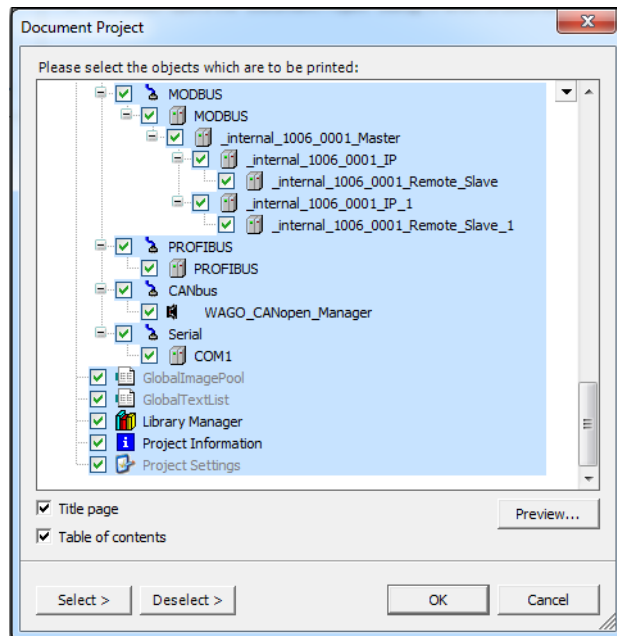 Document Project
Please select the objects which are to be printed:
MODBUS
MODBUS
_internal_1006_0001_Master
_internal_1006_0001_IP
_internal_1006_0001_Remote_Slave
_internal_1006_0001_IP_1
_internal_1006_0001_Remote_Slave_1
PROFIBUS
PROFIBUS
CANbus
WAGO_CANopen_Manager
Serial
COM1
GlobalImagePool
GlobalTextList
Library Manager
Project Information
Project Settings
Title page
Preview...
Table of contents
Select > Deselect > OK Cancel